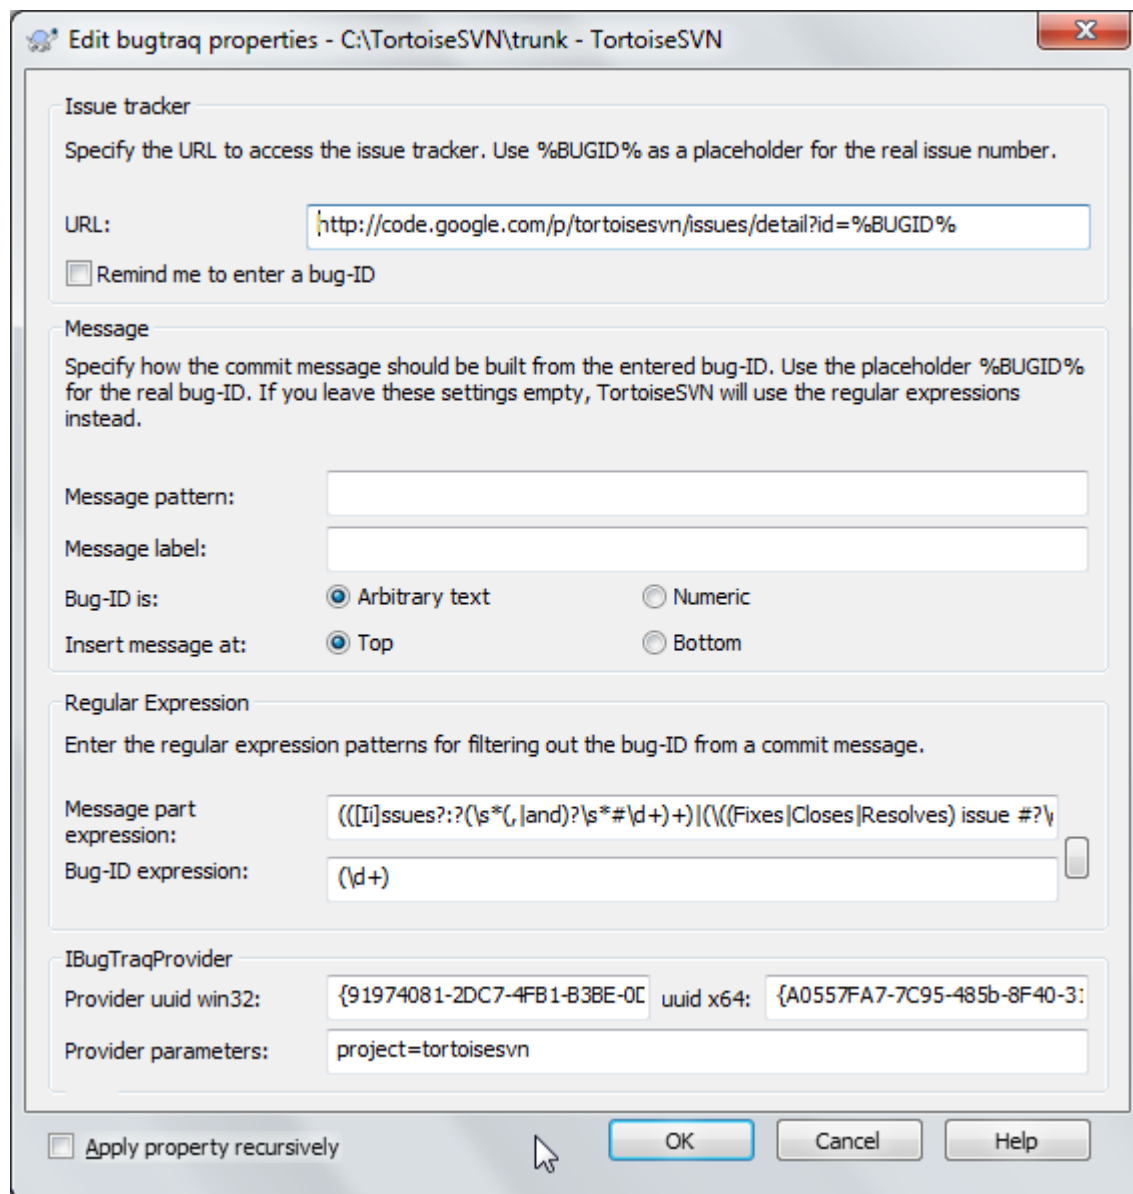 Edit bugtraq properties - C:\TortoiseSVN\trunk - TortoiseSVN
Issue tracker
Specify the URL to access the issue tracker. Use %BUGID% as a placeholder for the real issue number.
URL: http://code.google.com/p/tortoisesvn/issues/detail?id=%BUGID%
Remind me to enter a bug-ID
Message
Specify how the commit message should be built from the entered bug-ID. Use the placeholder %BUGID%
for the real bug-ID. If you leave these settings empty, TortoiseSVN will use the regular expressions
instead.
Message pattern:
Message label:
Bug-ID is: Arbitrary text Numeric
Insert message at: Top Bottom
Regular Expression
Enter the regular expression patterns for filtering out the bug-ID from a commit message.
Message part
expression: (([Ii]ssues?:?(\s*(,|and)?\s*#\d+)+)|(\((Fixes|Closes|Resolves) issue #?\
Bug-ID expression: (\d+)
IBugTraqProvider
Provider uuid win32: {91974081-2DC7-4FB1-B3BE-0D uuid x64: {A0557FA7-7C95-485b-8F40-31
Provider parameters: project=tortoisesvn
Apply property recursively OK Cancel Help